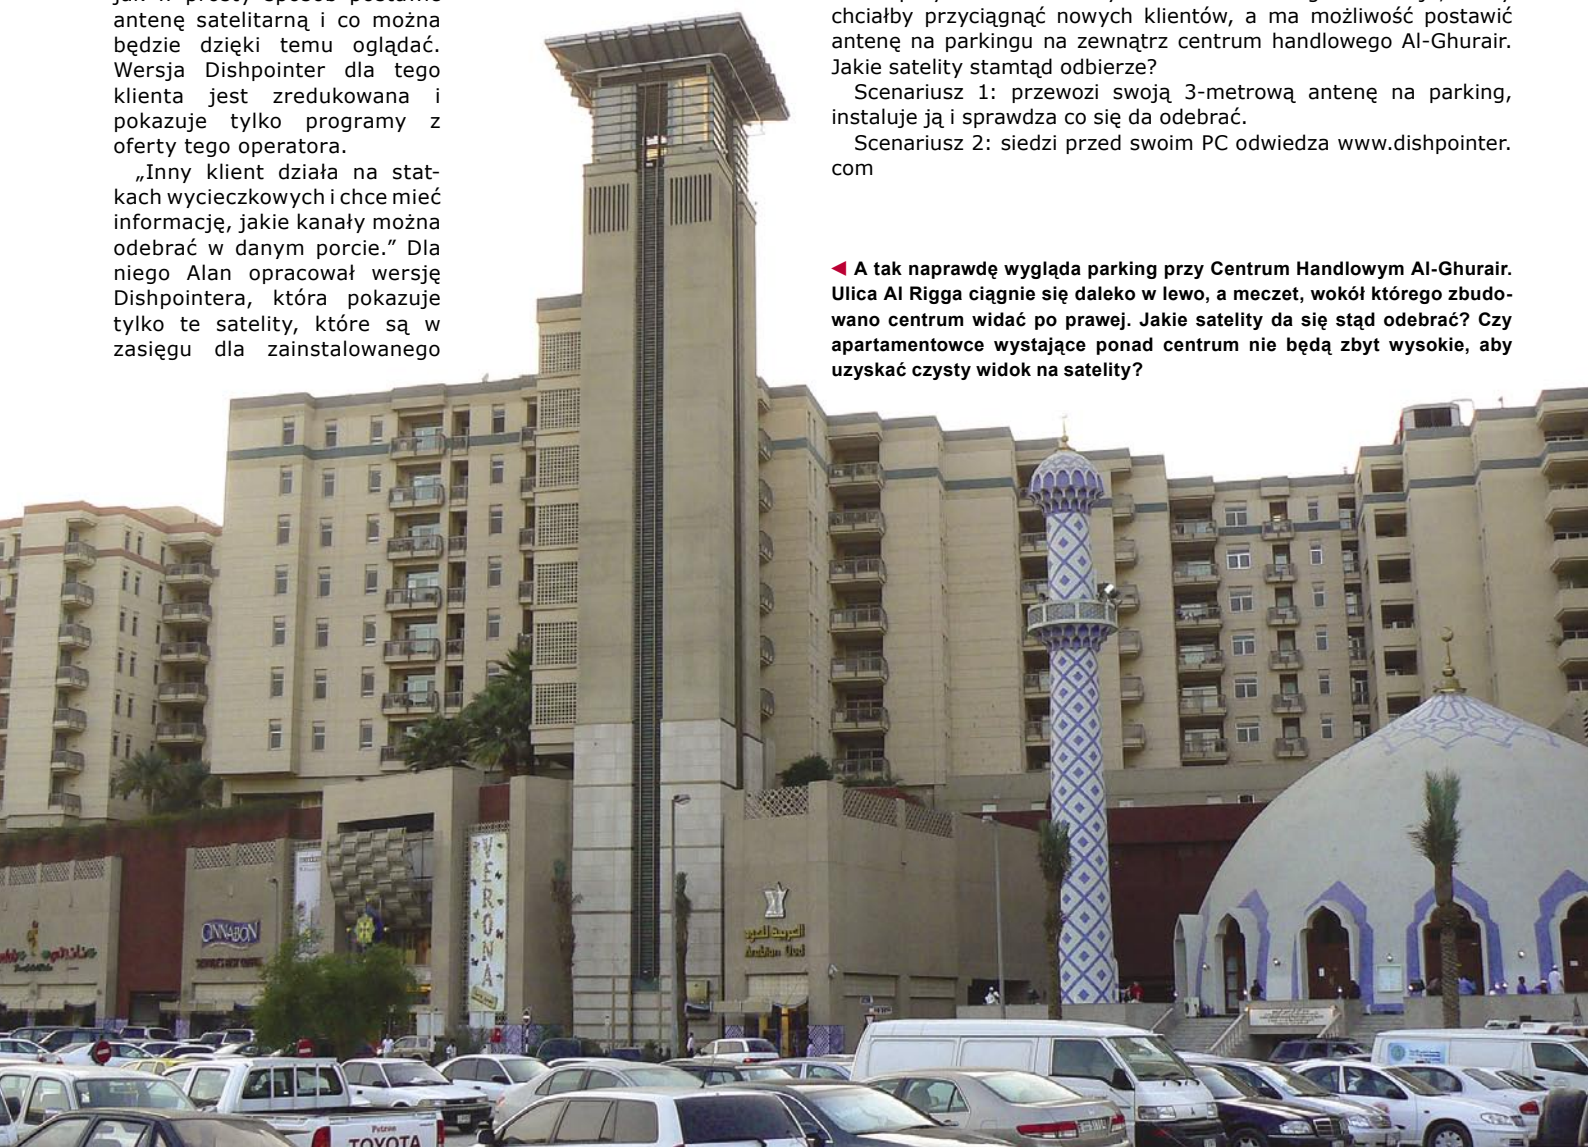 antenę satelitarną i co można
będzie dzięki temu oglądać.
Wersja Dishpointer dla tego
klienta jest zredukowana i
pokazuje tylko programy z
oferty tego operatora.
„Inny klient działa na stat-
kach wycieczkowych i chce mieć
informację, jakie kanały można
odebrać w danym porcie.” Dla
niego Alan opracował wersję
Dishpointera, która pokazuje
tylko te satelity, które są w
zasięgu dla zainstalowanego
chciałby przyciągnąć nowych klientów, a ma możliwość postawić
antenę na parkingu na zewnątrz centrum handlowego Al-Ghurair.
Jakie satelity stamtąd odbierze?
Scenariusz 1: przewozi swoją 3-metrową antenę na parking,
instaluje ją i sprawdza co się da odebrać.
Scenariusz 2: siedzi przed swoim PC odwiedza www.dishpointer.
com
A tak naprawdę wygląda parking przy Centrum Handlowym Al-Ghurair.
Ulica Al Rigga ciągnie się daleko w lewo, a meczet, wokół którego zbudo-
wano centrum widać po prawej. Jakie satelity da się stąd odebrać? Czy
apartamentowce wystające ponad centrum nie będą zbyt wysokie, aby
uzyskać czysty widok na satelity?
VERONA
CINNABON
العربية للعود
Arabian Oud
TOYOTA